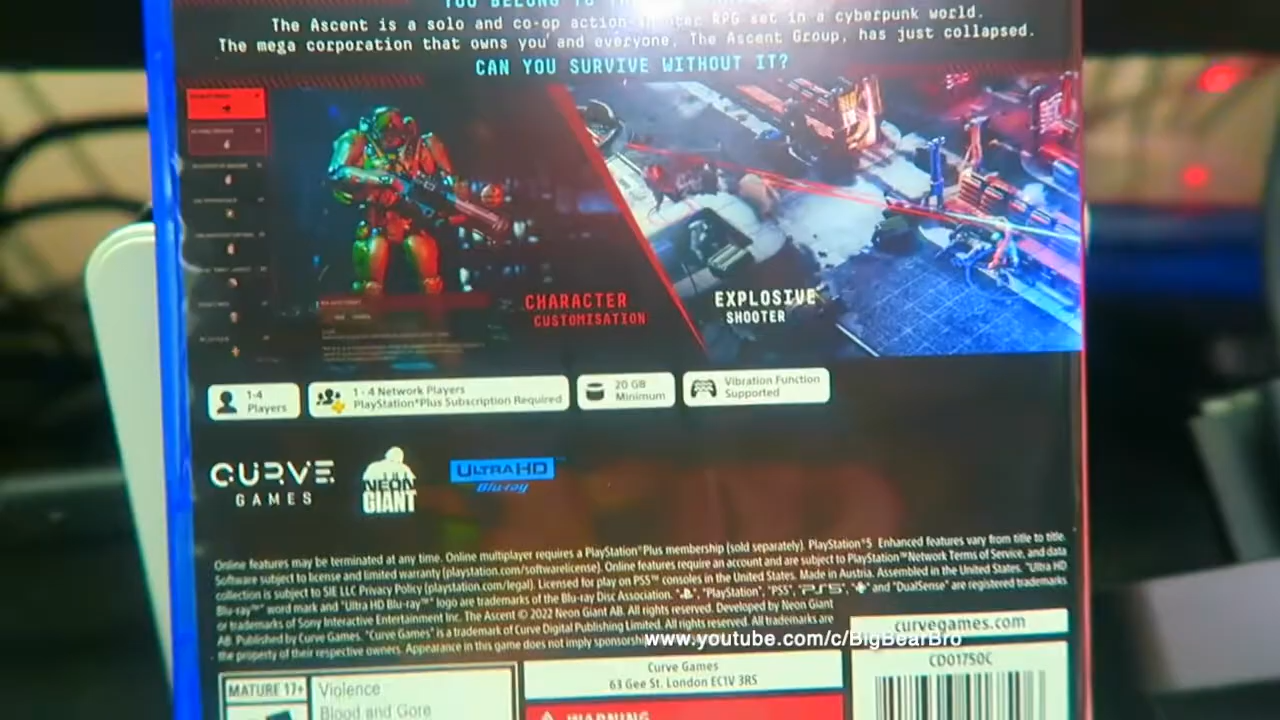 YOU BELONG TO THE
The Ascent is a solo and co-op action-shooter RPG set in a cyberpunk world.
The mega corporation that owns you and everyone, The Ascent Group, has just collapsed.
CAN YOU SURVIVE WITHOUT IT?
CHARACTER
CUSTOMISATION
EXPLOSIVE
SHOOTER
1-4
Players
1 - 4 Network Players
PlayStation®Plus Subscription Required
20 GB
Minimum
Vibration Function
Supported
CURVE
GAMES
NEON
GIANT
ULTRA HD
Blu-ray
Online features may be terminated at any time. Online multiplayer requires a PlayStation®Plus membership (sold separately). PlayStation®5 Enhanced features vary from title to title.
Software subject to license and limited warranty (playstation.com/softwarelicense). Online features require an account and are subject to PlayStation™Network Terms of Service, and data
collection is subject to SIE LLC Privacy Policy (playstation.com/legal). Licensed for play on PS5™ consoles in the United States. Made in Austria. Assembled in the United States. "Ultra HD
Blu-ray™" word mark and "Ultra HD Blu-ray™" logo are trademarks of the Blu-ray Disc Association. "PlayStation", "PS5", "PS5", and "DualSense" are registered trademarks
or trademarks of Sony Interactive Entertainment Inc. The Ascent © 2022 Neon Giant AB. All rights reserved. Developed by Neon Giant
AB. Published by Curve Games. "Curve Games" is a trademark of Curve Digital Publishing Limited. All rights reserved. All trademarks are
the property of their respective owners. Appearance in this game does not imply sponsorship
www.youtube.com/c/BigBearBro
curvegames.com
CD01750C
Curve Games
63 Gee St. London EC1V 3RS
MATURE 17+
Violence
Blood and Gore
WARNING